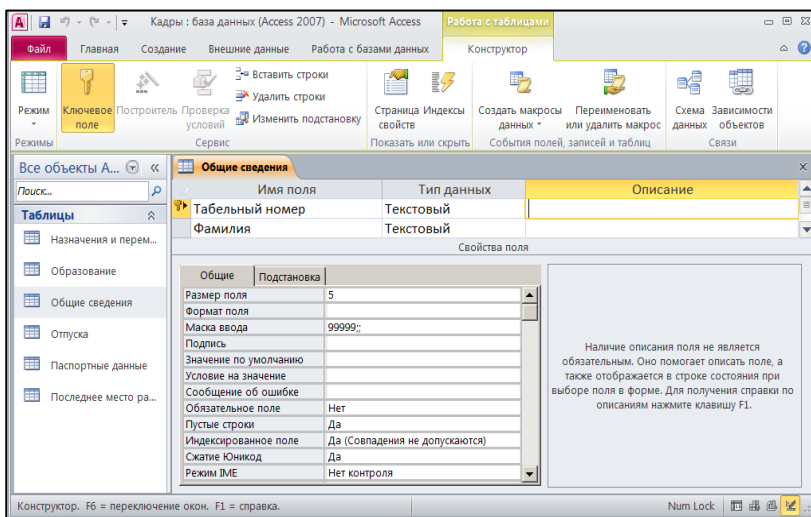 Кадры : база данных (Access 2007) - Microsoft Access
Работа с таблицами
Файл Главная Создание Внешние данные Работа с базами данных Конструктор
Режим
Режимы
Ключевое поле
Построитель
Проверка условий
Вставить строки
Удалить строки
Изменить подстановку
Сервис
Страница свойств
Индексы
Показать или скрыть
Создать макросы данных
Переименовать или удалить макрос
События полей, записей и таблиц
Схема данных
Зависимости объектов
Связи
Все объекты A...
Поиск...
Таблицы
Назначения и перем...
Образование
Общие сведения
Отпуска
Паспортные данные
Последнее место ра...
Общие сведения
Имя поля Тип данных Описание
Табельный номер Текстовый
Фамилия Текстовый
Свойства поля
Общие Подстановка
Размер поля 5
Формат поля
Маска ввода 99999;;
Подпись
Значение по умолчанию
Условие на значение
Сообщение об ошибке
Обязательное поле Нет
Пустые строки Да
Индексированное поле Да (Совпадения не допускаются)
Сжатие Юникод Да
Режим IME Нет контроля
Наличие описания поля не является
обязательным. Оно помогает описать поле, а
также отображается в строке состояния при
выборе поля в форме. Для получения справки по
описаниям нажмите клавишу F1.
Конструктор. F6 = переключение окон. F1 = справка.
Num Lock